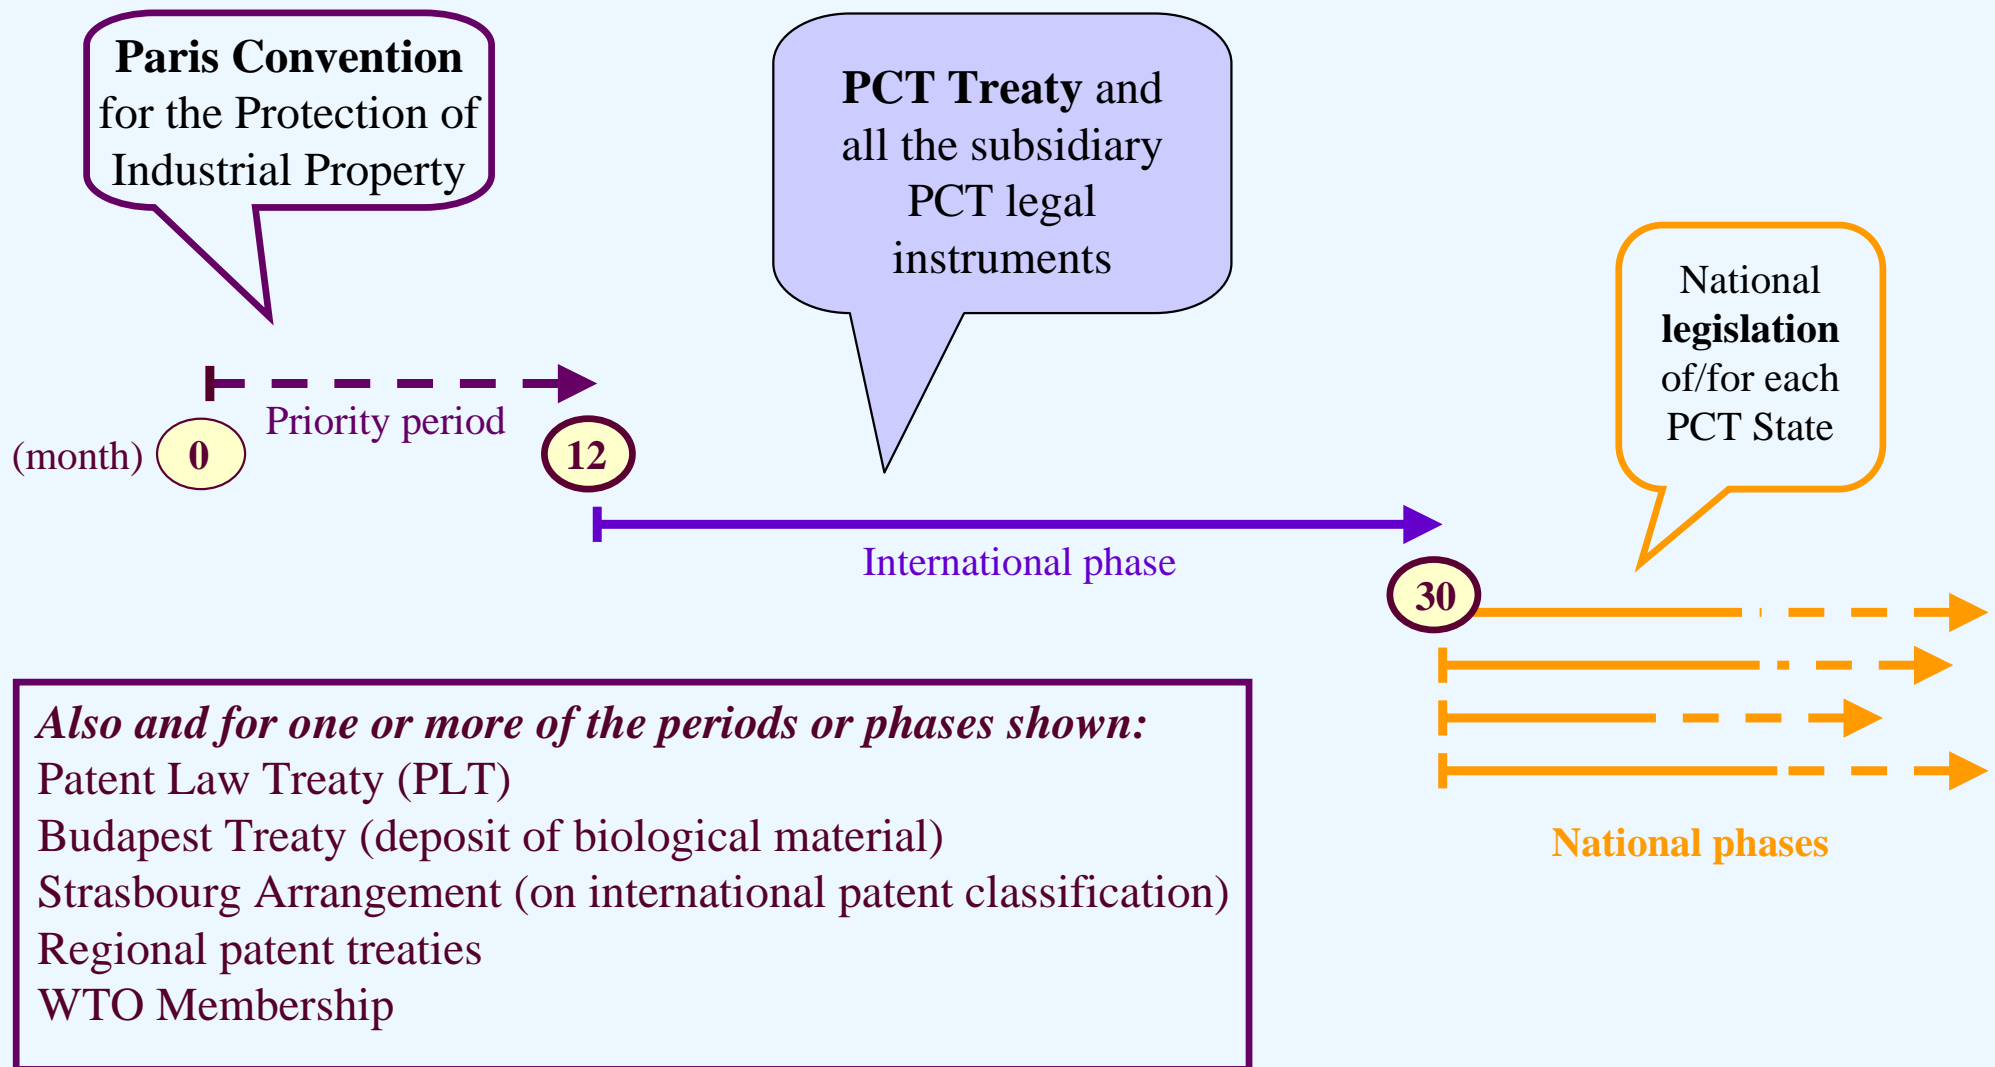 Paris Convention
for the Protection of
Industrial Property
PCT Treaty and
all the subsidiary
PCT legal
instruments
National
legislation
of/for each
PCT State
Priority period
(month) 0
12
International phase
30
National phases
Also and for one or more of the periods or phases shown:
Patent Law Treaty (PLT)
Budapest Treaty (deposit of biological material)
Strasbourg Arrangement (on international patent classification)
Regional patent treaties
WTO Membership